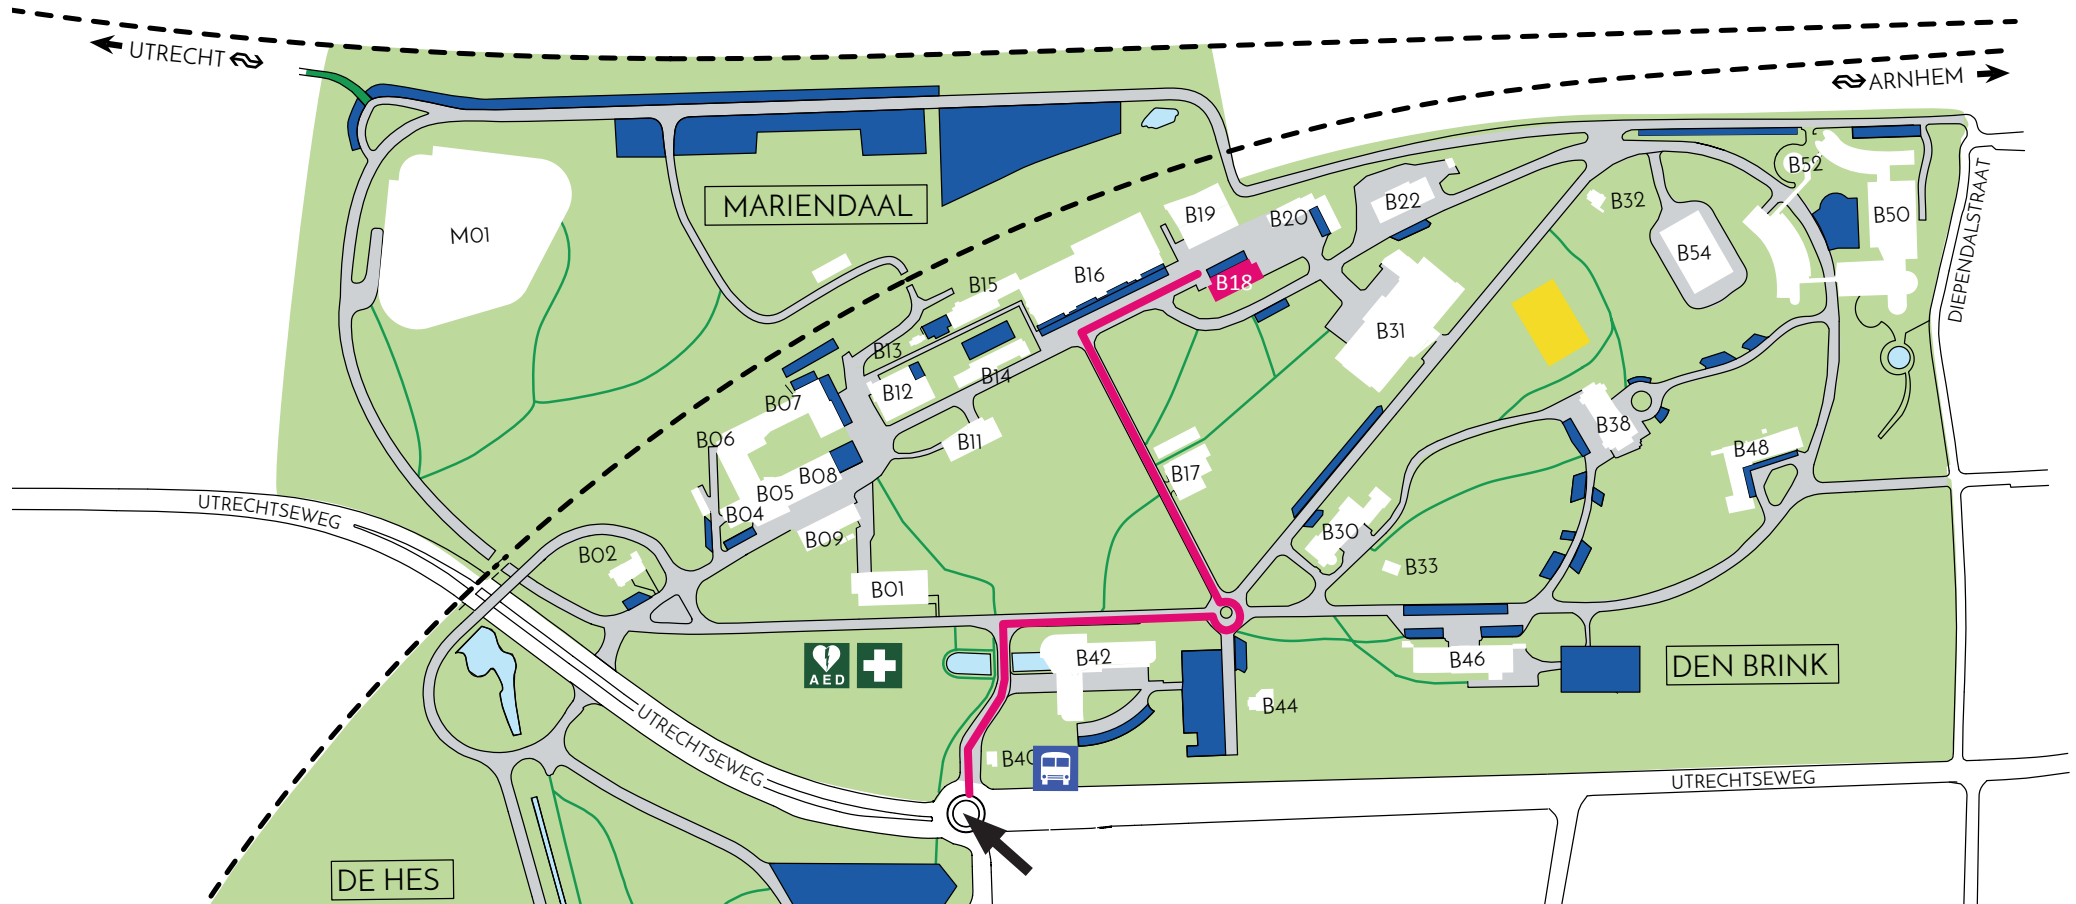 UTRECHT
ARNHEM
DIEPENDALSTRAAT
MARIENDAAL
M01
B52
B50
B32
B22
B19
B20
B54
B18
B16
B15
B31
B13
B14
B12
B07
B11
B06
B38
B48
B08
B17
B05
B04
B09
B30
B33
B02
B01
UTRECHTSEWEG
B42
AED
B46
DEN BRINK
B44
UTRECHTSEWEG
B40
UTRECHTSEWEG
DE HES